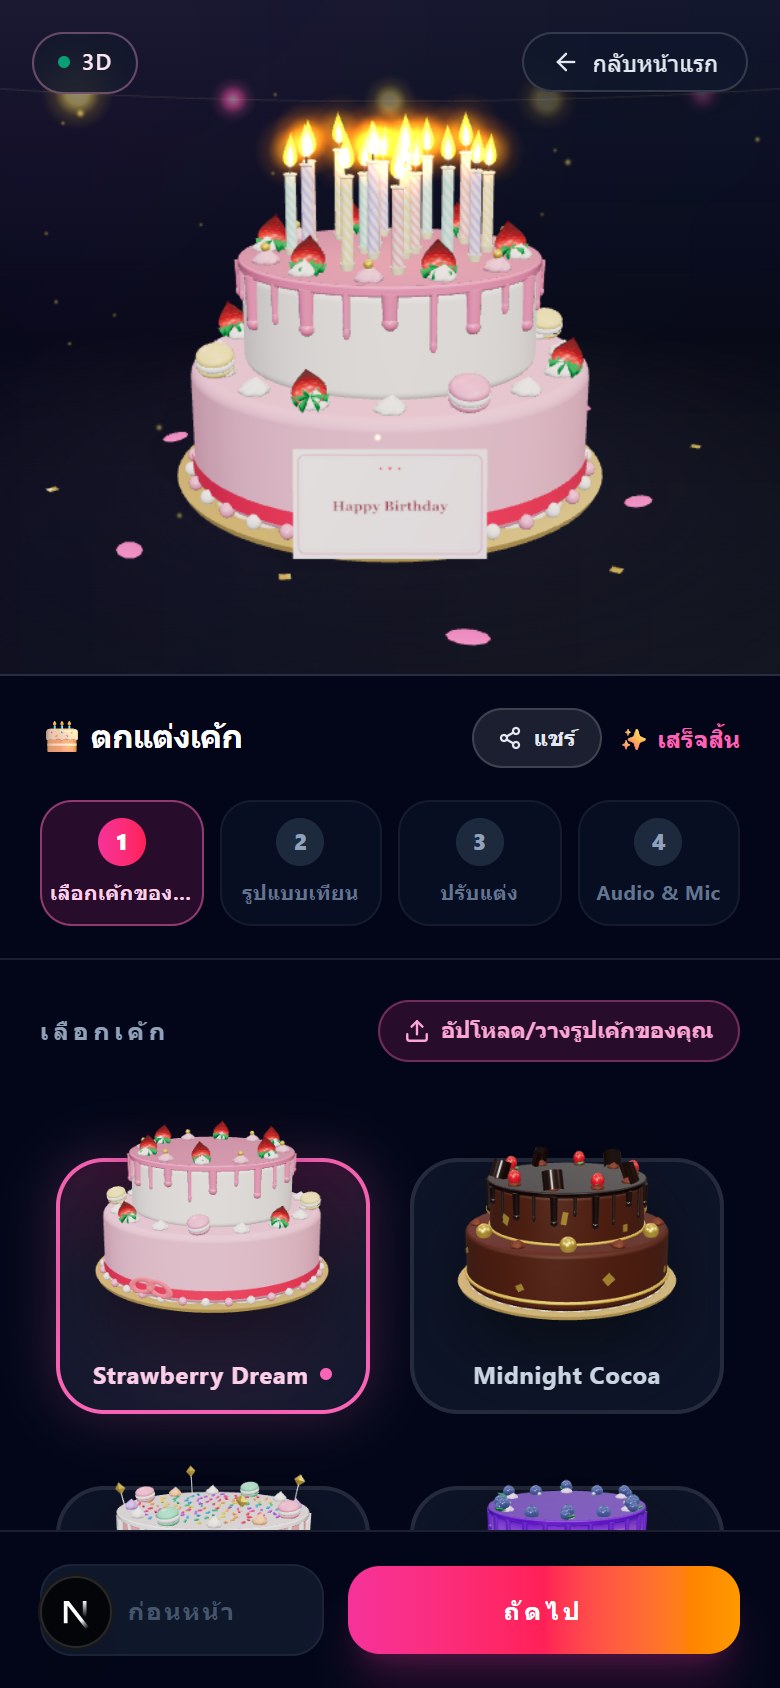 3D
กลับหน้าแรก
Happy Birthday
ตกแต่งเค้ก
แชร์
เสร็จสิ้น
1
เลือกเค้กของ...
2
รูปแบบเทียน
3
ปรับแต่ง
4
Audio & Mic
เลือกเค้ก
อัปโหลด/วางรูปเค้กของคุณ
Strawberry Dream
Midnight Cocoa
N
ก่อนหน้า
ถัดไป